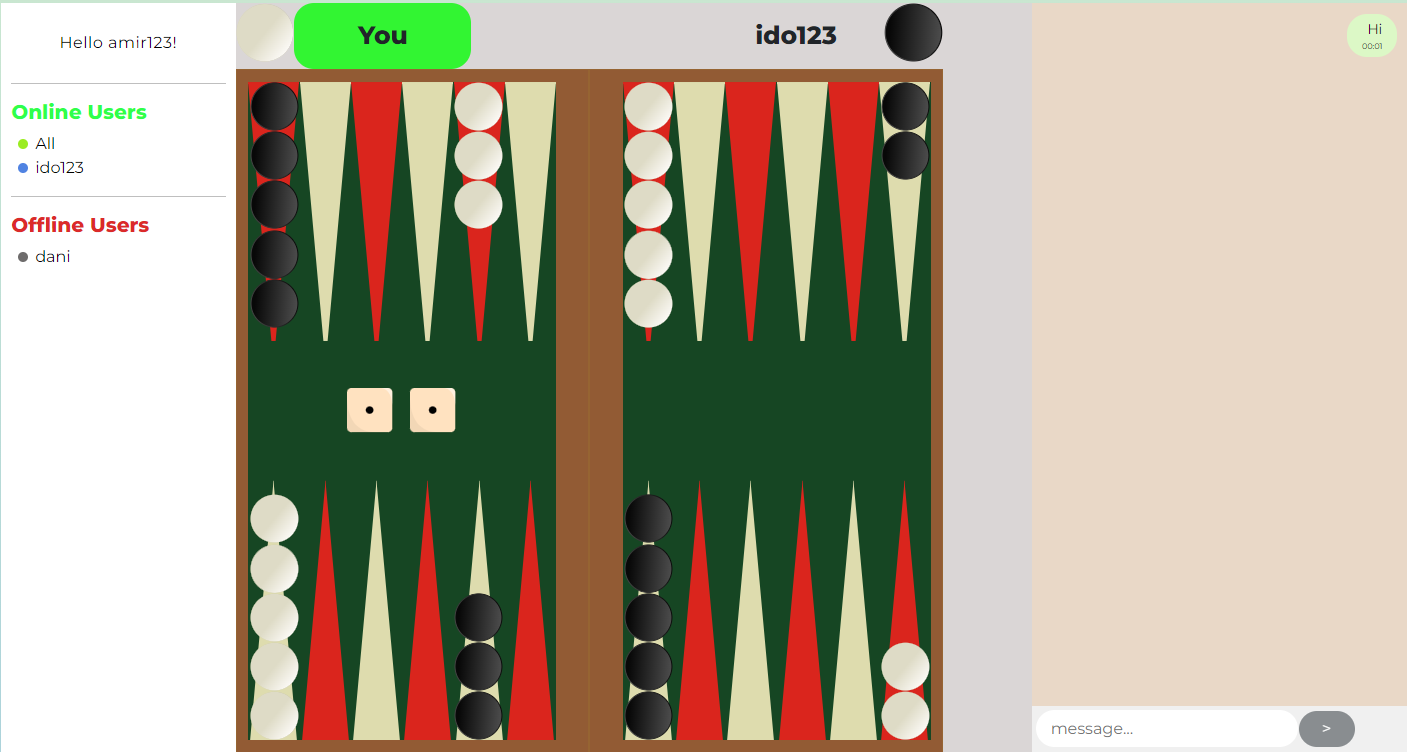 Hello amir123!
Online Users
All
ido123
Offline Users
dani
You
ido123
Hi
00:01
message...
>